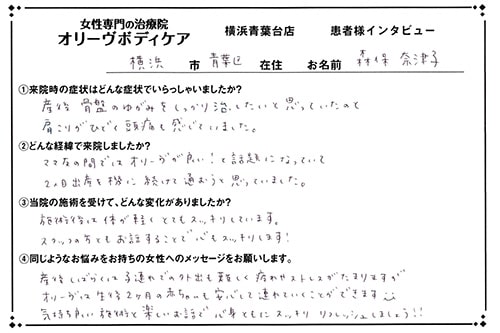 女性専門の治療院
オリーヴボディケア 横浜青葉台店 患者様インタビュー
横浜 市 青葉区 在住 お名前 森保 奈津子
①来院時の症状はどんな症状でいらっしゃいましたか?
産後 骨盤のゆがみをしっかり治したいと思っていたのと
肩こりがひどく頭痛も感じていました。
②どんな経緯で来院しましたか?
ママ友の間ではオリーヴが良い!と話題になっていて
2人目出産を機に続けて通おうと思っていました。
③当院の施術を受けて、どんな変化がありましたか?
施術後は体が軽くとてもスッキリしています。
スタッフの方ともお話することで心もスッキリします!
④同じようなお悩みをお持ちの女性へのメッセージをお願いします。
産後しばらくは子連れでの外出も難しく疲れやストレスがたまりますが
オリーヴは生後2ヶ月の赤ちゃんも安心して連れていくことができます
気持ち良い施術と楽しいお話で心身ともにスッキリリフレッシュしましょう!!